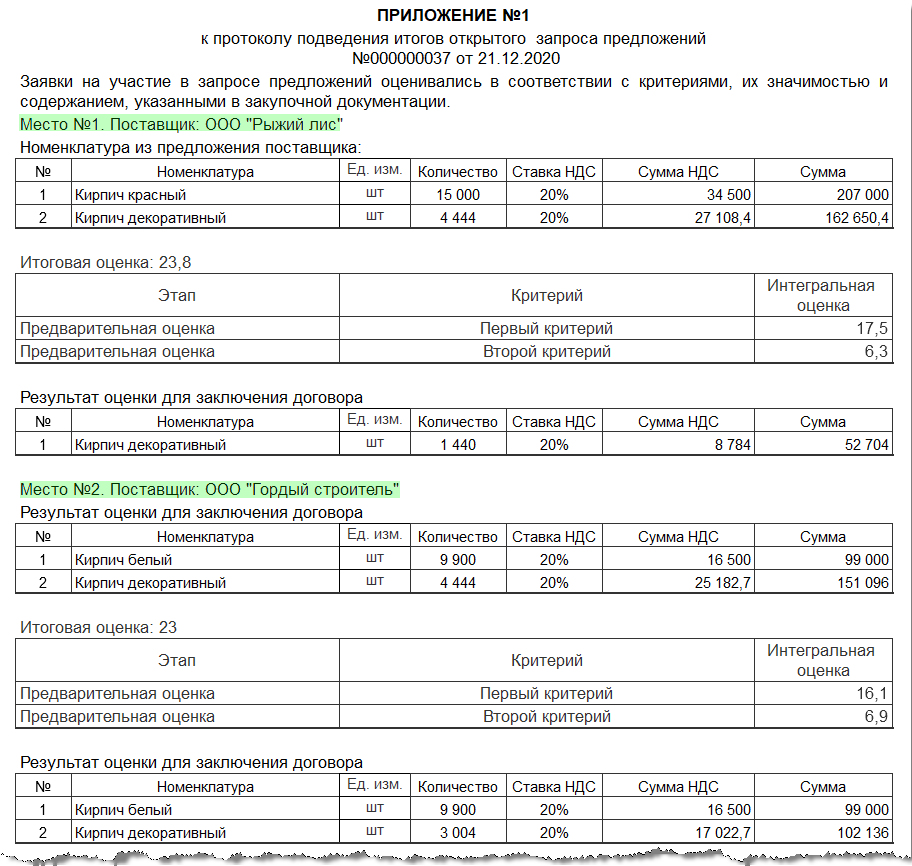 ПРИЛОЖЕНИЕ №1
к протоколу подведения итогов открытого запроса предложений
№000000037 от 21.12.2020
Заявки на участие в запросе предложений оценивались в соответствии с критериями, их значимостью и
содержанием, указанными в закупочной документации.
Место №1. Поставщик: ООО "Рыжий лис"
Номенклатура из предложения поставщика:
№ Номенклатура Ед. изм. Количество Ставка НДС Сумма НДС Сумма
1 Кирпич красный шт 15 000 20% 34 500 207 000
2 Кирпич декоративный шт 4 444 20% 27 108,4 162 650,4
Итоговая оценка: 23,8
Этап Критерий Интегральная
оценка
Предварительная оценка Первый критерий 17,5
Предварительная оценка Второй критерий 6,3
Результат оценки для заключения договора
№ Номенклатура Ед. изм. Количество Ставка НДС Сумма НДС Сумма
1 Кирпич декоративный шт 1 440 20% 8 784 52 704
Место №2. Поставщик: ООО "Гордый строитель"
Результат оценки для заключения договора
№ Номенклатура Ед. изм. Количество Ставка НДС Сумма НДС Сумма
1 Кирпич белый шт 9 900 20% 16 500 99 000
2 Кирпич декоративный шт 4 444 20% 25 182,7 151 096
Итоговая оценка: 23
Этап Критерий Интегральная
оценка
Предварительная оценка Первый критерий 16,1
Предварительная оценка Второй критерий 6,9
Результат оценки для заключения договора
№ Номенклатура Ед. изм. Количество Ставка НДС Сумма НДС Сумма
1 Кирпич белый шт 9 900 20% 16 500 99 000
2 Кирпич декоративный шт 3 004 20% 17 022,7 102 136